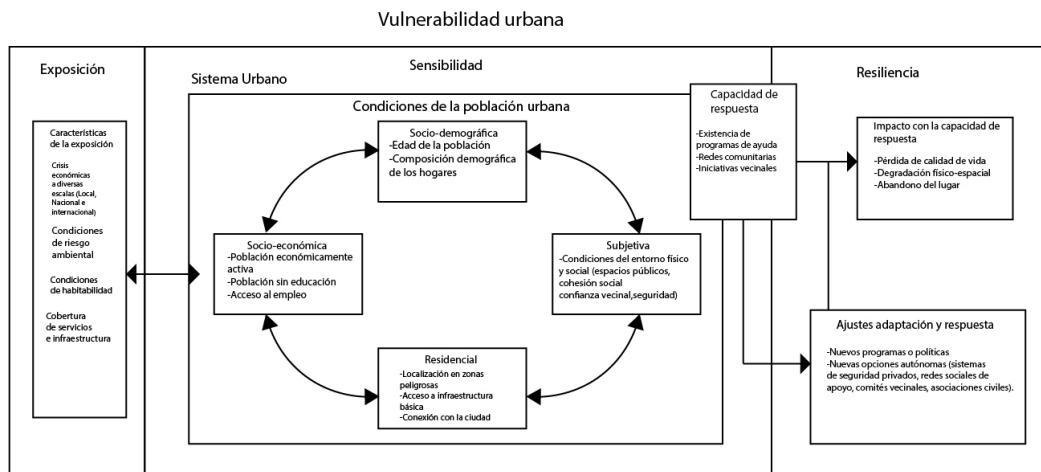 Vulnerabilidad urbana
Exposición
Características
de la exposición
Crisis
económicas
a diversas
escalas (Local,
Nacional e
internacional)
Condiciones
de riesgo
ambiental
Condiciones
de habitabilidad
Cobertura
de servicios
e infraestructura
Sensibilidad
Sistema Urbano
Condiciones de la población urbana
Socio-demográfica
-Edad de la población
-Composición demográfica
de los hogares
Socio-económica
-Población económicamente
activa
-Población sin educación
-Acceso al empleo
Subjetiva
-Condiciones del entorno físico
y social (espacios públicos,
cohesión social
confianza vecinal,seguridad)
Residencial
-Localización en zonas
peligrosas
-Acceso a infraestructura
básica
-Conexión con la ciudad
Capacidad de
respuesta
-Existencia de
programas de ayuda
-Redes comunitarias
-Iniciativas vecinales
Resiliencia
Impacto con la capacidad de
respuesta
-Pérdida de calidad de vida
-Degradación físico-espacial
-Abandono del lugar
Ajustes adaptación y respuesta
-Nuevos programas o políticas
-Nuevas opciones autónomas (sistemas
de seguridad privados, redes sociales de
apoyo, comités vecinales, asociaciones civiles).